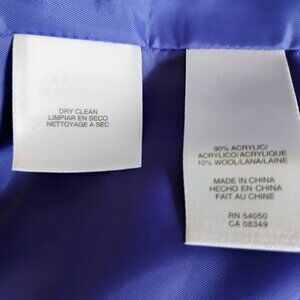 DRY CLEAN
LIMPIAR EN SECO
NETTOYAGE A SEC
90% ACRYLIC/
ACRYLICO/ACRYLIQUE
10% WOOL/LANA/LAINE
MADE IN CHINA
HECHO EN CHINA
FAIT AU CHINE
RN 54050
CA 08349